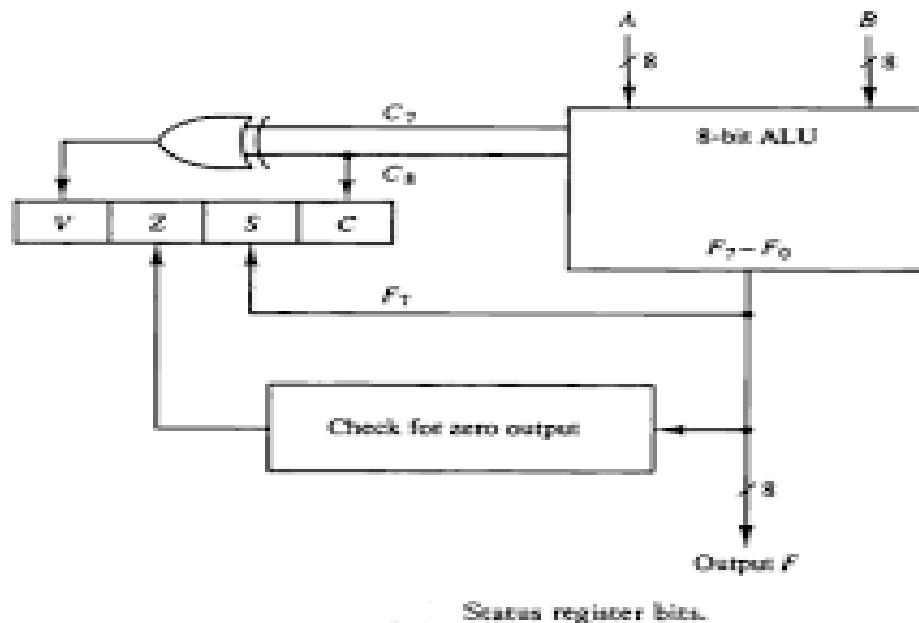 A B
8 8
C₇
8-bit ALU
C₈
V Z S C
F₇ – F₀
F₇
Check for zero output
8
Output F
Status register bits.